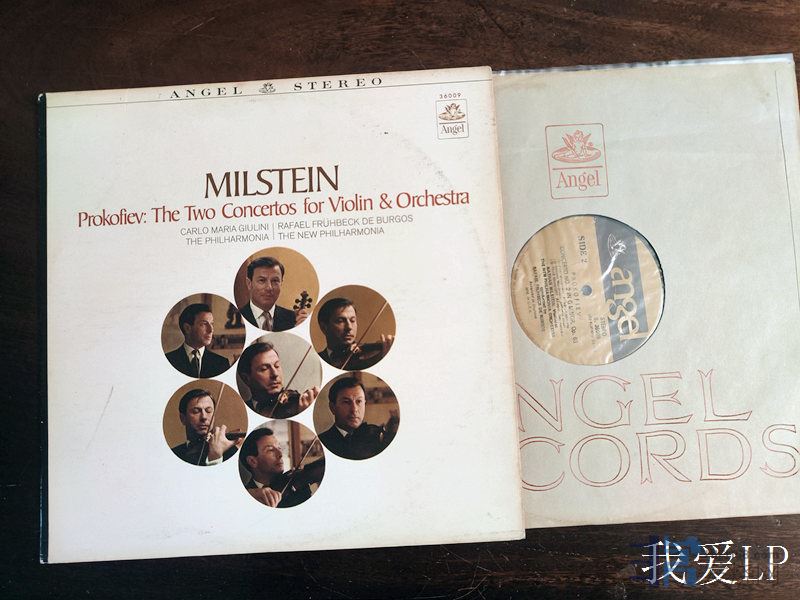 ANGEL STEREO
36009
Angel
MILSTEIN
Prokofiev: The Two Concertos for Violin & Orchestra
CARLO MARIA GIULINI | RAFAEL FRÜHBECK DE BURGOS
THE PHILHARMONIA | THE NEW PHILHARMONIA
Angel
angel
SIDE 2
PROKOFIEV
NGEL
CORDS
我爱LP